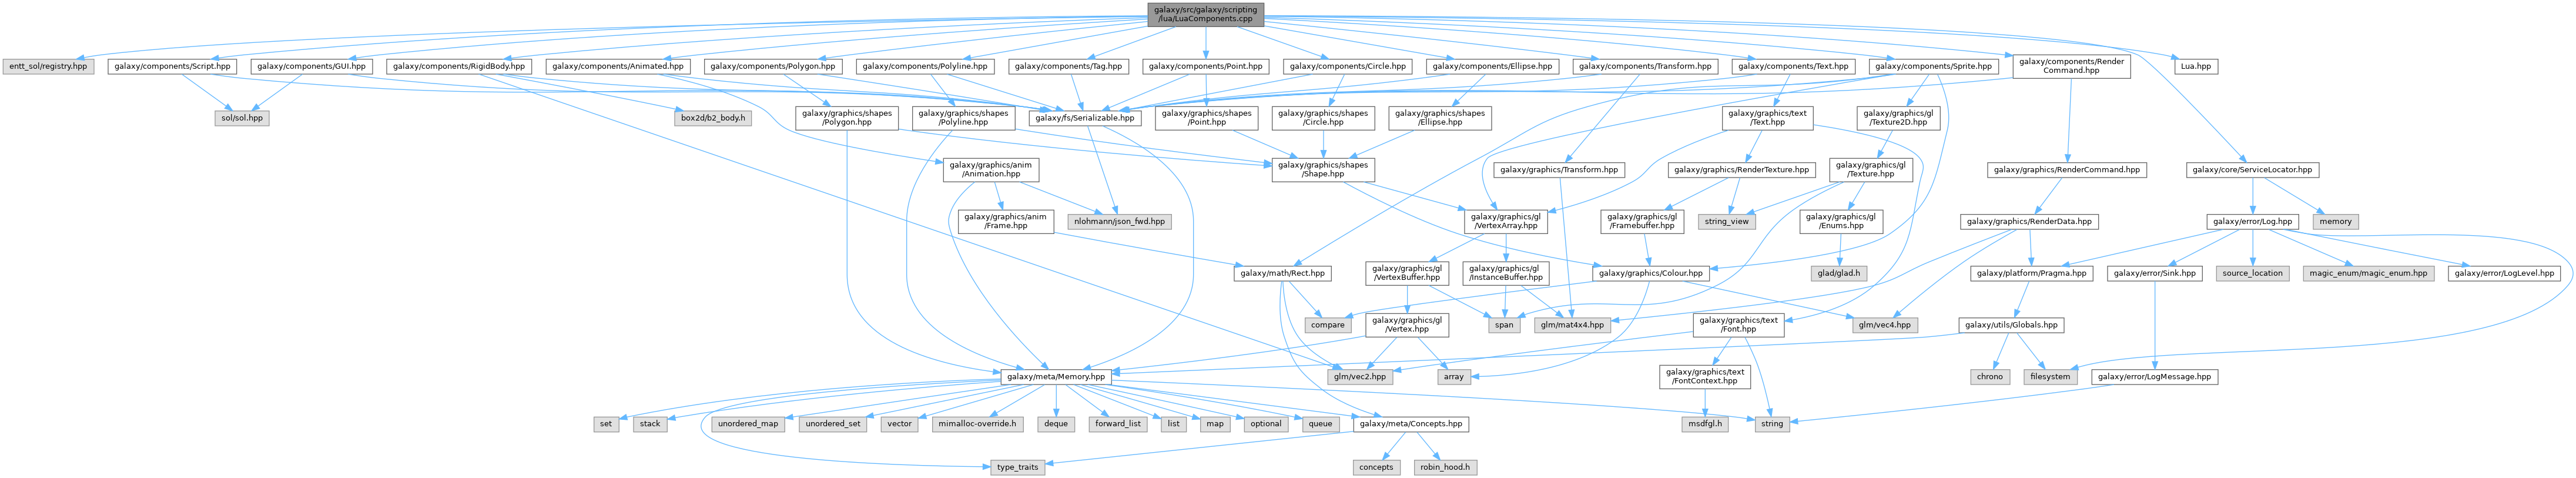 galaxy/src/galaxy/scripting
/lua/LuaComponents.cpp
entt_sol/registry.hpp
galaxy/components/Script.hpp
galaxy/components/GUI.hpp
galaxy/components/RigidBody.hpp
galaxy/components/Animated.hpp
galaxy/components/Polygon.hpp
galaxy/components/Polyline.hpp
galaxy/components/Tag.hpp
galaxy/components/Point.hpp
galaxy/components/Circle.hpp
galaxy/components/Ellipse.hpp
galaxy/components/Transform.hpp
galaxy/components/Text.hpp
galaxy/components/Sprite.hpp
galaxy/components/Render
Command.hpp
Lua.hpp
sol/sol.hpp
box2d/b2_body.h
galaxy/graphics/shapes
/Polygon.hpp
galaxy/graphics/shapes
/Polyline.hpp
galaxy/fs/Serializable.hpp
galaxy/graphics/shapes
/Point.hpp
galaxy/graphics/shapes
/Circle.hpp
galaxy/graphics/shapes
/Ellipse.hpp
galaxy/graphics/text
/Text.hpp
galaxy/graphics/gl
/Texture2D.hpp
galaxy/graphics/anim
/Animation.hpp
galaxy/graphics/shapes
/Shape.hpp
galaxy/graphics/Transform.hpp
galaxy/graphics/RenderTexture.hpp
galaxy/graphics/gl
/Texture.hpp
galaxy/graphics/RenderCommand.hpp
galaxy/core/ServiceLocator.hpp
galaxy/graphics/anim
/Frame.hpp
nlohmann/json_fwd.hpp
galaxy/graphics/gl
/VertexArray.hpp
galaxy/graphics/gl
/Framebuffer.hpp
string_view
galaxy/graphics/gl
/Enums.hpp
galaxy/graphics/RenderData.hpp
galaxy/error/Log.hpp
memory
galaxy/math/Rect.hpp
galaxy/graphics/gl
/VertexBuffer.hpp
galaxy/graphics/gl
/InstanceBuffer.hpp
galaxy/graphics/Colour.hpp
glad/glad.h
galaxy/platform/Pragma.hpp
galaxy/error/Sink.hpp
source_location
magic_enum/magic_enum.hpp
galaxy/error/LogLevel.hpp
compare
galaxy/graphics/gl
/Vertex.hpp
span
glm/mat4x4.hpp
galaxy/graphics/text
/Font.hpp
glm/vec4.hpp
galaxy/utils/Globals.hpp
galaxy/meta/Memory.hpp
glm/vec2.hpp
array
galaxy/graphics/text
/FontContext.hpp
chrono
filesystem
galaxy/error/LogMessage.hpp
set
stack
unordered_map
unordered_set
vector
mimalloc-override.h
deque
forward_list
list
map
optional
queue
galaxy/meta/Concepts.hpp
msdfgl.h
string
type_traits
concepts
robin_hood.h